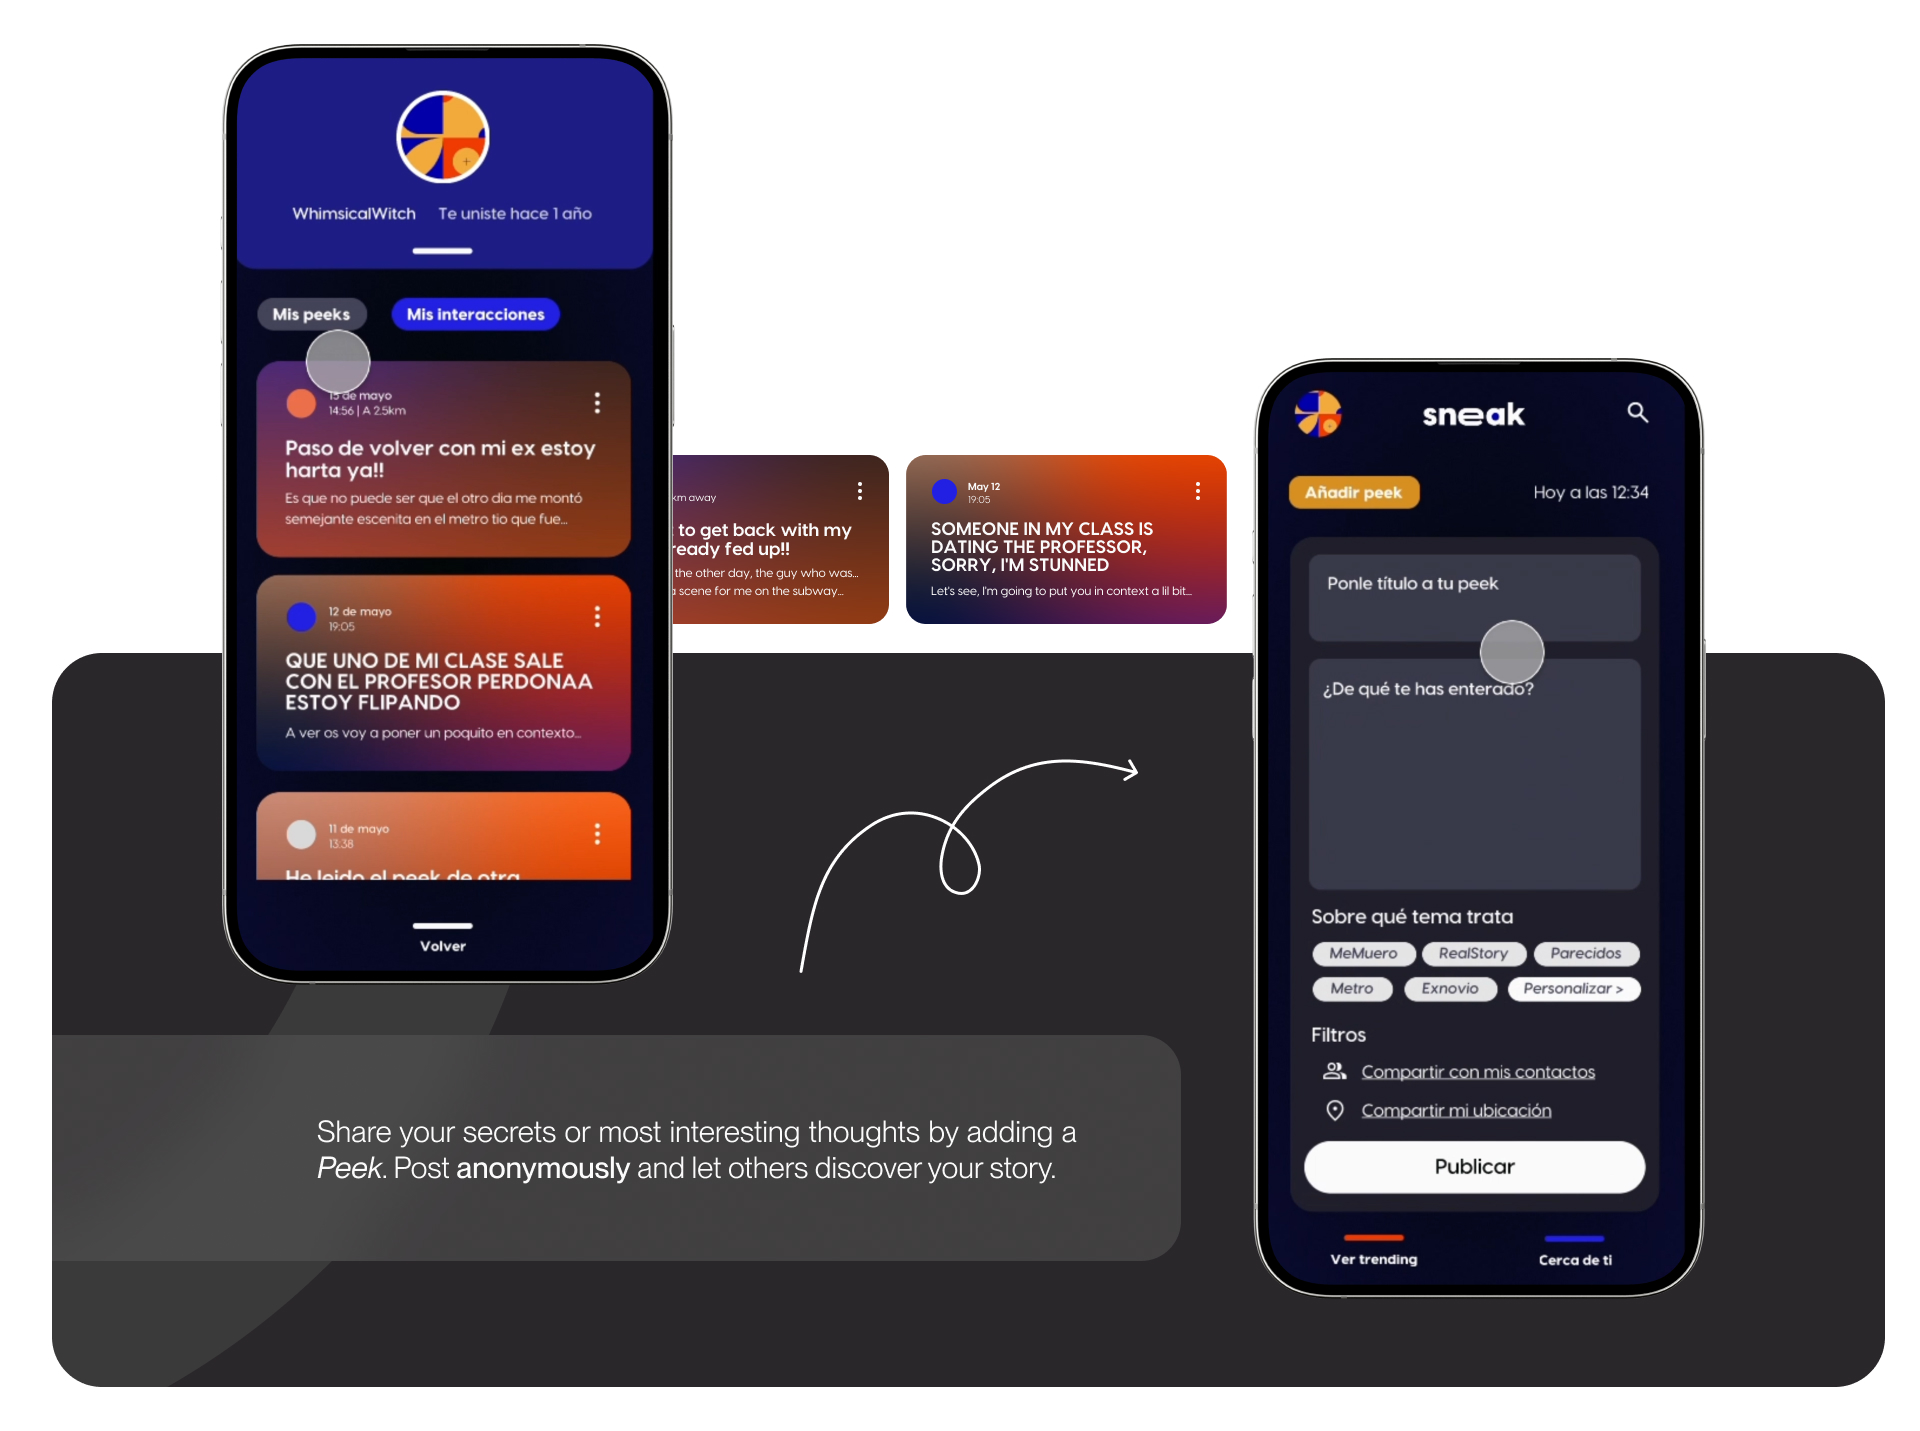 WhimsicalWitch Te uniste hace 1 año
Mis peeks Mis interacciones
15 de mayo
14:56 | A 2.5km
Paso de volver con mi ex estoy
harta ya!!
Es que no puede ser que el otro dia me montó
semejante escenita en el metro tio que fue...
12 de mayo
19:05
QUE UNO DE MI CLASE SALE
CON EL PROFESOR PERDONAA
ESTOY FLIPANDO
A ver os voy a poner un poquito en contexto...
11 de mayo
13:38
He leido el peek de otra
Volver
km away
to get back with my
ready fed up!!
the other day, the guy who was...
a scene for me on the subway...
May 12
19:05
SOMEONE IN MY CLASS IS
DATING THE PROFESSOR,
SORRY, I'M STUNNED
Let's see, I'm going to put you in context a lil bit...
sneak
Añadir peek Hoy a las 12:34
Ponle título a tu peek
¿De qué te has enterado?
Sobre qué tema trata
MeMuero RealStory Parecidos
Metro Exnovio Personalizar >
Filtros
Compartir con mis contactos
Compartir mi ubicación
Publicar
Ver trending Cerca de ti
Share your secrets or most interesting thoughts by adding a
Peek. Post anonymously and let others discover your story.